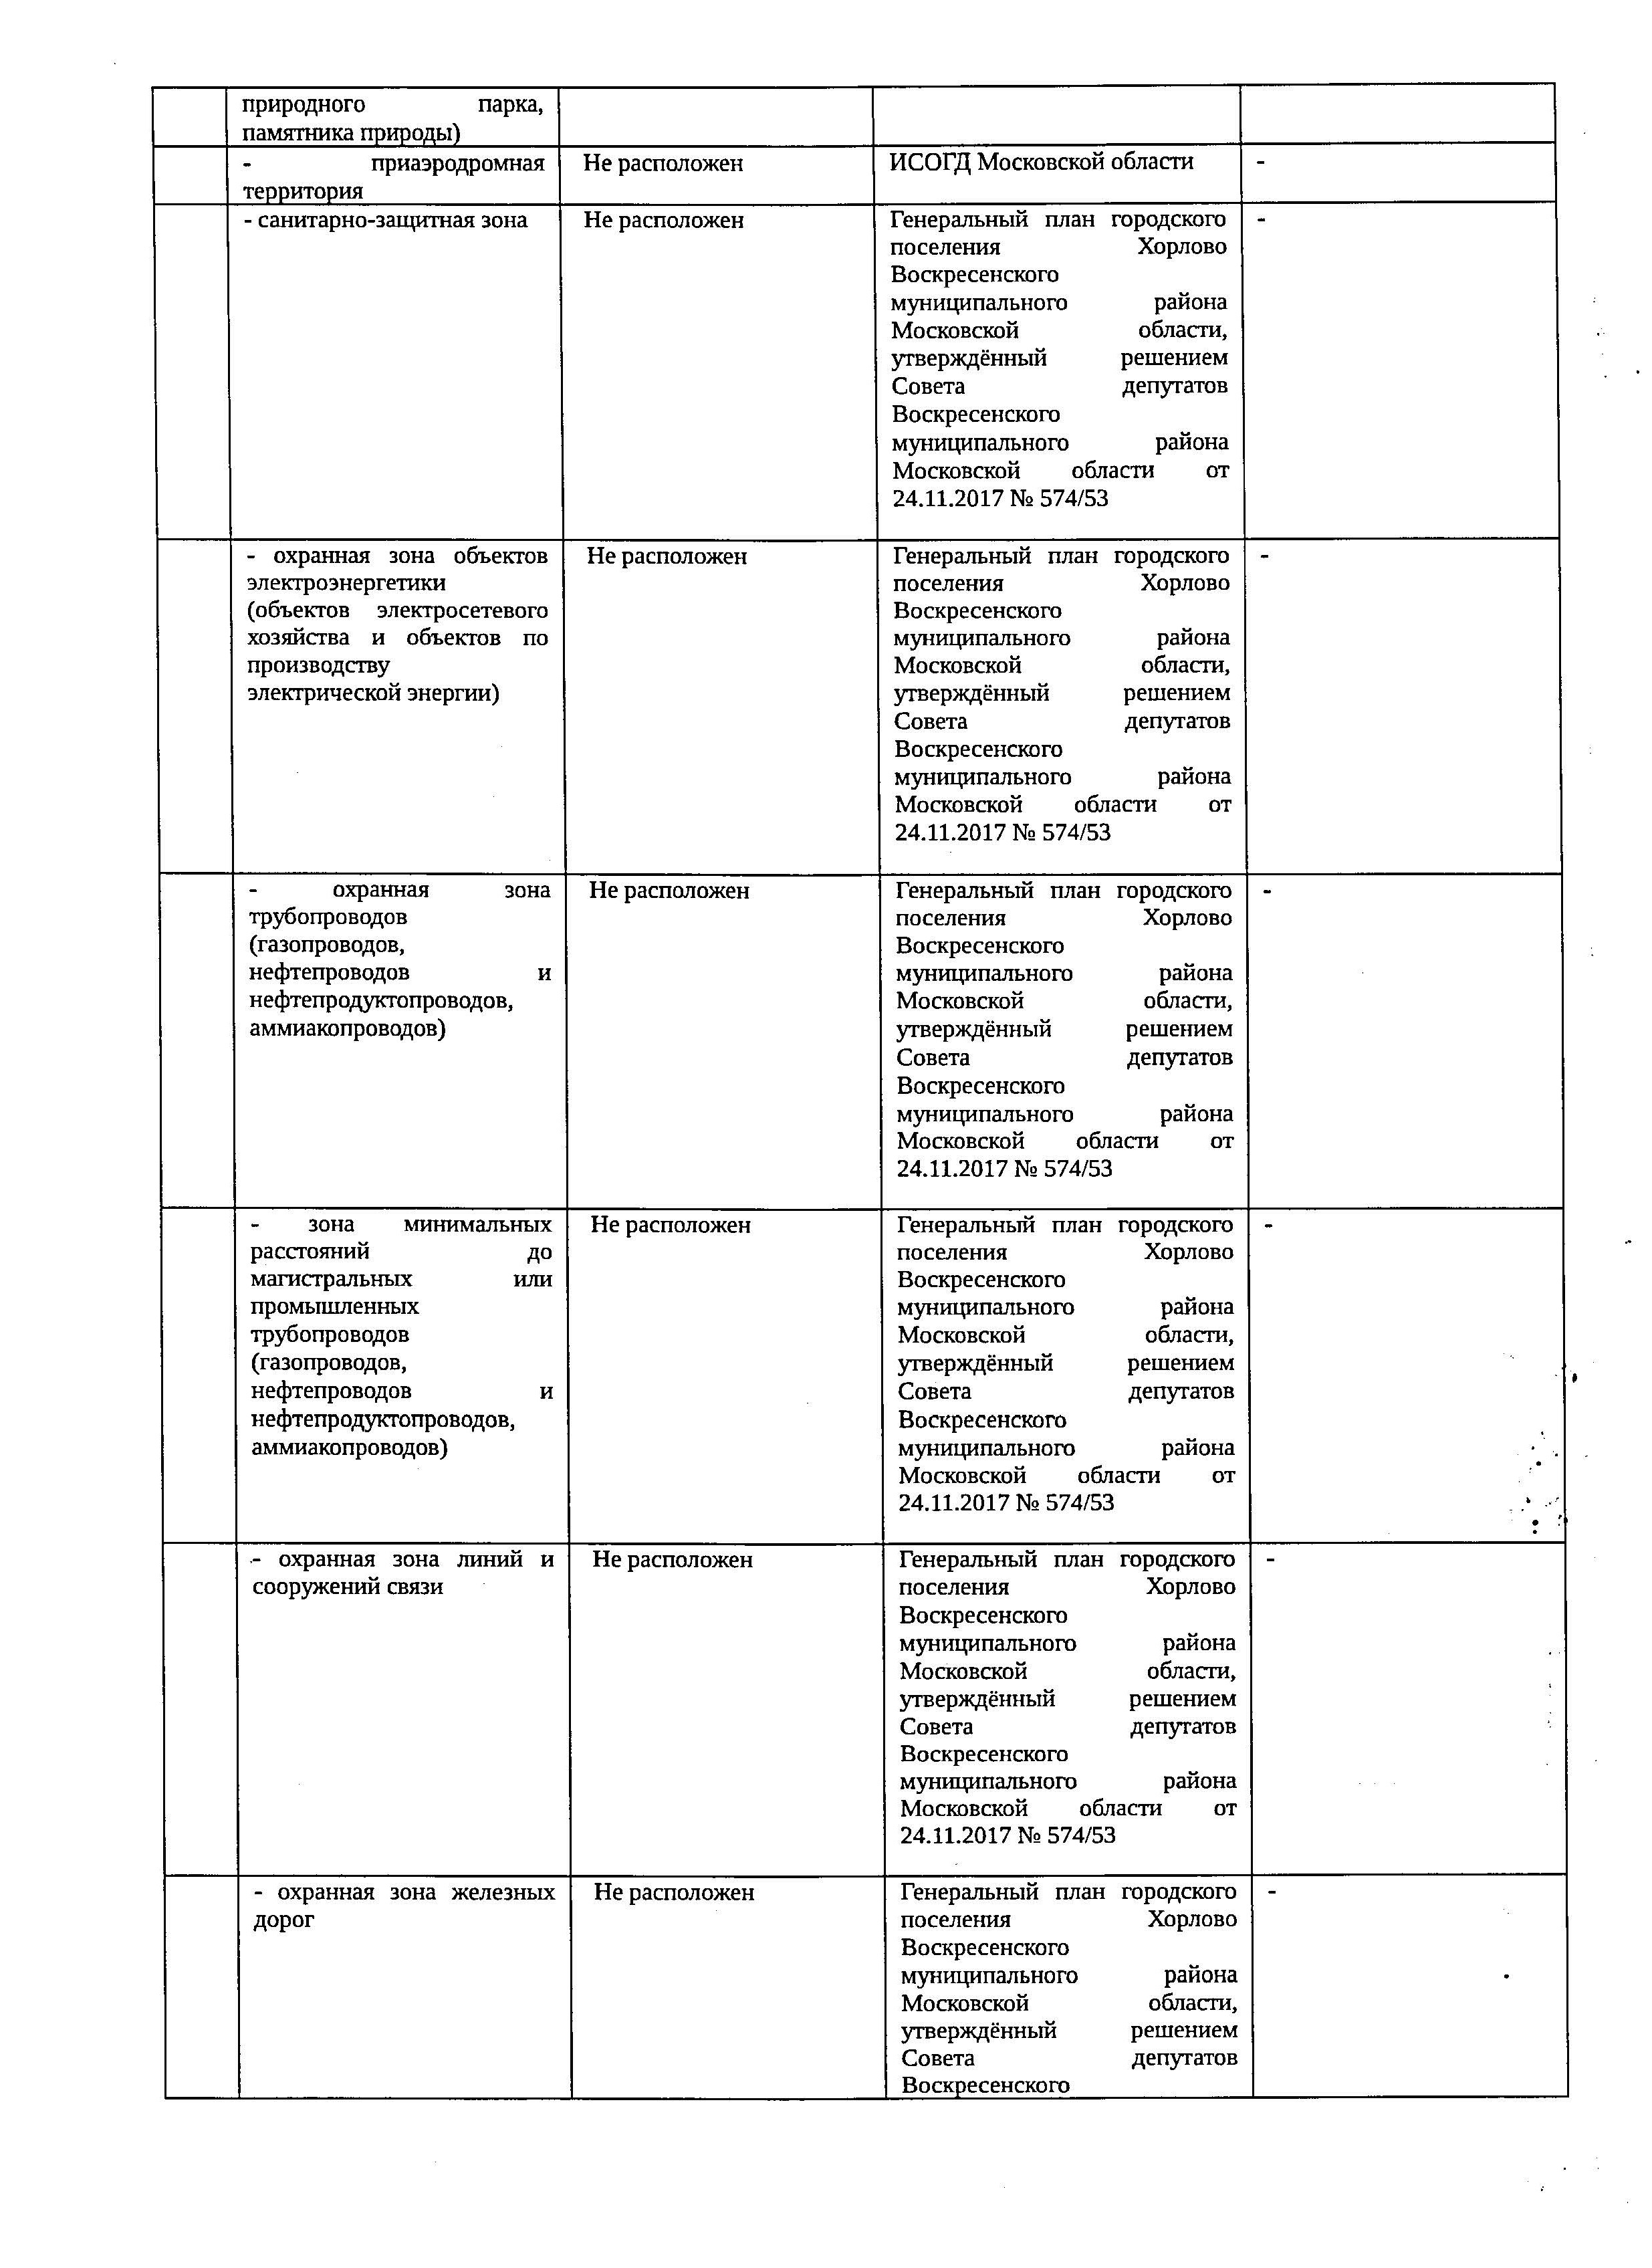 природного парка,
памятника природы)
- приаэродромная
территория
Не расположен
ИСОГД Московской области
-
- санитарно-защитная зона
Не расположен
Генеральный план городского
поселения Хорлово
Воскресенского
муниципального района
Московской области,
утверждённый решением
Совета депутатов
Воскресенского
муниципального района
Московской области от
24.11.2017 № 574/53
-
- охранная зона объектов
электроэнергетики
(объектов электросетевого
хозяйства и объектов по
производству
электрической энергии)
Не расположен
Генеральный план городского
поселения Хорлово
Воскресенского
муниципального района
Московской области,
утверждённый решением
Совета депутатов
Воскресенского
муниципального района
Московской области от
24.11.2017 № 574/53
-
- охранная зона
трубопроводов
(газопроводов,
нефтепроводов и
нефтепродуктопроводов,
аммиакопроводов)
Не расположен
Генеральный план городского
поселения Хорлово
Воскресенского
муниципального района
Московской области,
утверждённый решением
Совета депутатов
Воскресенского
муниципального района
Московской области от
24.11.2017 № 574/53
-
- зона минимальных
расстояний до
магистральных или
промышленных
трубопроводов
(газопроводов,
нефтепроводов и
нефтепродуктопроводов,
аммиакопроводов)
Не расположен
Генеральный план городского
поселения Хорлово
Воскресенского
муниципального района
Московской области,
утверждённый решением
Совета депутатов
Воскресенского
муниципального района
Московской области от
24.11.2017 № 574/53
-
- охранная зона линий и
сооружений связи
Не расположен
Генеральный план городского
поселения Хорлово
Воскресенского
муниципального района
Московской области,
утверждённый решением
Совета депутатов
Воскресенского
муниципального района
Московской области от
24.11.2017 № 574/53
-
- охранная зона железных
дорог
Не расположен
Генеральный план городского
поселения Хорлово
Воскресенского
муниципального района
Московской области,
утверждённый решением
Совета депутатов
Воскресенского
-